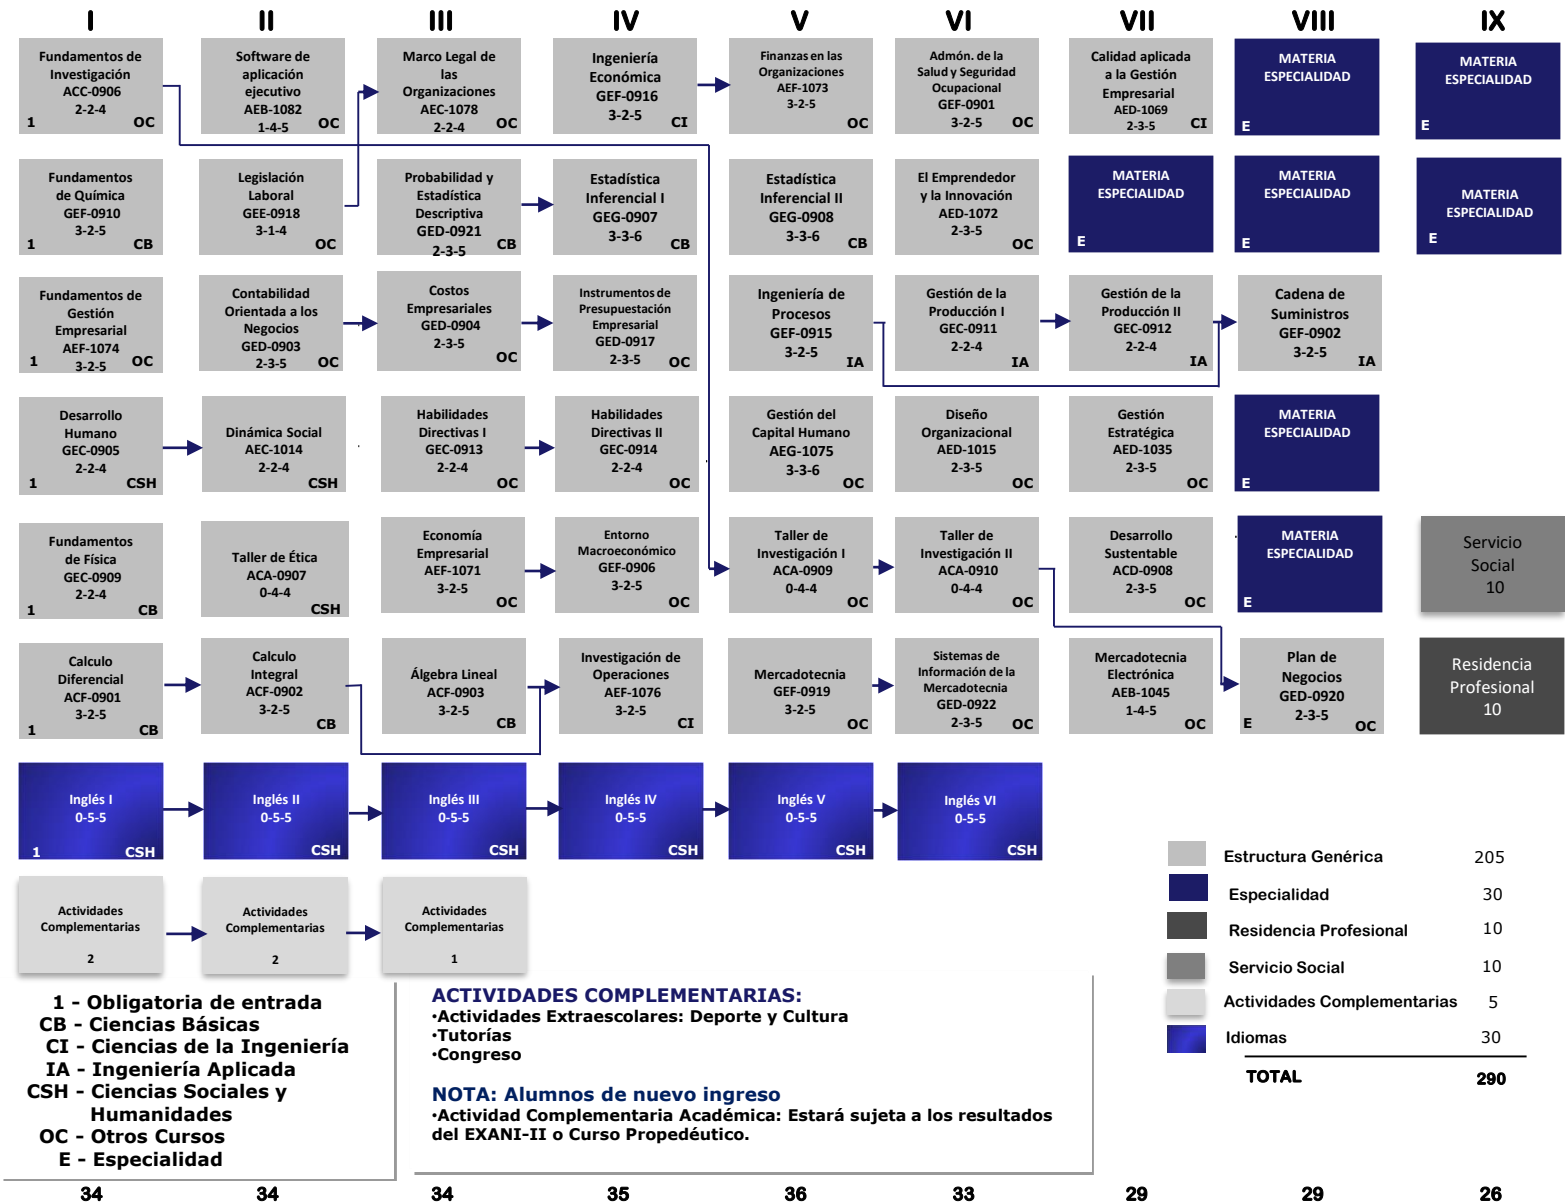 I
II
III
IV
V
VI
VII
VIII
IX
Fundamentos de
Investigación
ACC-0906
2-2-4
1
OC
Software de
aplicación
ejecutivo
AEB-1082
1-4-5
OC
Marco Legal de
las
Organizaciones
AEC-1078
2-2-4
OC
Ingeniería
Económica
GEF-0916
3-2-5
CI
Finanzas en las
Organizaciones
AEF-1073
3-2-5
OC
Admón. de la
Salud y Seguridad
Ocupacional
GEF-0901
3-2-5
OC
Calidad aplicada
a la Gestión
Empresarial
AED-1069
2-3-5
CI
MATERIA
ESPECIALIDAD
E
MATERIA
ESPECIALIDAD
E
Fundamentos
de Química
GEF-0910
3-2-5
1
CB
Legislación
Laboral
GEE-0918
3-1-4
OC
Probabilidad y
Estadística
Descriptiva
GED-0921
2-3-5
CB
Estadística
Inferencial I
GEG-0907
3-3-6
CB
Estadística
Inferencial II
GEG-0908
3-3-6
CB
El Emprendedor
y la Innovación
AED-1072
2-3-5
OC
MATERIA
ESPECIALIDAD
E
MATERIA
ESPECIALIDAD
E
MATERIA
ESPECIALIDAD
E
Fundamentos de
Gestión
Empresarial
AEF-1074
3-2-5
1
OC
Contabilidad
Orientada a los
Negocios
GED-0903
2-3-5
OC
Costos
Empresariales
GED-0904
2-3-5
OC
Instrumentos de
Presupuestación
Empresarial
GED-0917
2-3-5
OC
Ingeniería de
Procesos
GEF-0915
3-2-5
IA
Gestión de la
Producción I
GEC-0911
2-2-4
IA
Gestión de la
Producción II
GEC-0912
2-2-4
IA
Cadena de
Suministros
GEF-0902
3-2-5
IA
Desarrollo
Humano
GEC-0905
2-2-4
1
CSH
Dinámica Social
AEC-1014
2-2-4
CSH
Habilidades
Directivas I
GEC-0913
2-2-4
OC
Habilidades
Directivas II
GEC-0914
2-2-4
OC
Gestión del
Capital Humano
AEG-1075
3-3-6
OC
Diseño
Organizacional
AED-1015
2-3-5
OC
Gestión
Estratégica
AED-1035
2-3-5
OC
MATERIA
ESPECIALIDAD
E
Fundamentos
de Física
GEC-0909
2-2-4
1
CB
Taller de Ética
ACA-0907
0-4-4
CSH
Economía
Empresarial
AEF-1071
3-2-5
OC
Entorno
Macroeconómico
GEF-0906
3-2-5
OC
Taller de
Investigación I
ACA-0909
0-4-4
OC
Taller de
Investigación II
ACA-0910
0-4-4
OC
Desarrollo
Sustentable
ACD-0908
2-3-5
OC
MATERIA
ESPECIALIDAD
E
Servicio
Social
10
Calculo
Diferencial
ACF-0901
3-2-5
1
CB
Calculo
Integral
ACF-0902
3-2-5
CB
Álgebra Lineal
ACF-0903
3-2-5
CB
Investigación de
Operaciones
AEF-1076
3-2-5
CI
Mercadotecnia
GEF-0919
3-2-5
OC
Sistemas de
Información de la
Mercadotecnia
GED-0922
2-3-5
OC
Mercadotecnia
Electrónica
AEB-1045
1-4-5
OC
Plan de
Negocios
GED-0920
2-3-5
E
OC
Residencia
Profesional
10
Inglés I
0-5-5
1
CSH
Inglés II
0-5-5
CSH
Inglés III
0-5-5
CSH
Inglés IV
0-5-5
CSH
Inglés V
0-5-5
CSH
Inglés VI
0-5-5
CSH
Actividades
Complementarias
2
Actividades
Complementarias
2
Actividades
Complementarias
1
Estructura Genérica 205
Especialidad 30
Residencia Profesional 10
Servicio Social 10
Actividades Complementarias 5
Idiomas 30
TOTAL 290
1 - Obligatoria de entrada
CB - Ciencias Básicas
CI - Ciencias de la Ingeniería
IA - Ingeniería Aplicada
CSH - Ciencias Sociales y
Humanidades
OC - Otros Cursos
E - Especialidad
ACTIVIDADES COMPLEMENTARIAS:
•Actividades Extraescolares: Deporte y Cultura
•Tutorías
•Congreso
NOTA: Alumnos de nuevo ingreso
•Actividad Complementaria Académica: Estará sujeta a los resultados
del EXANI-II o Curso Propedéutico.
34
34
34
35
36
33
29
29
26